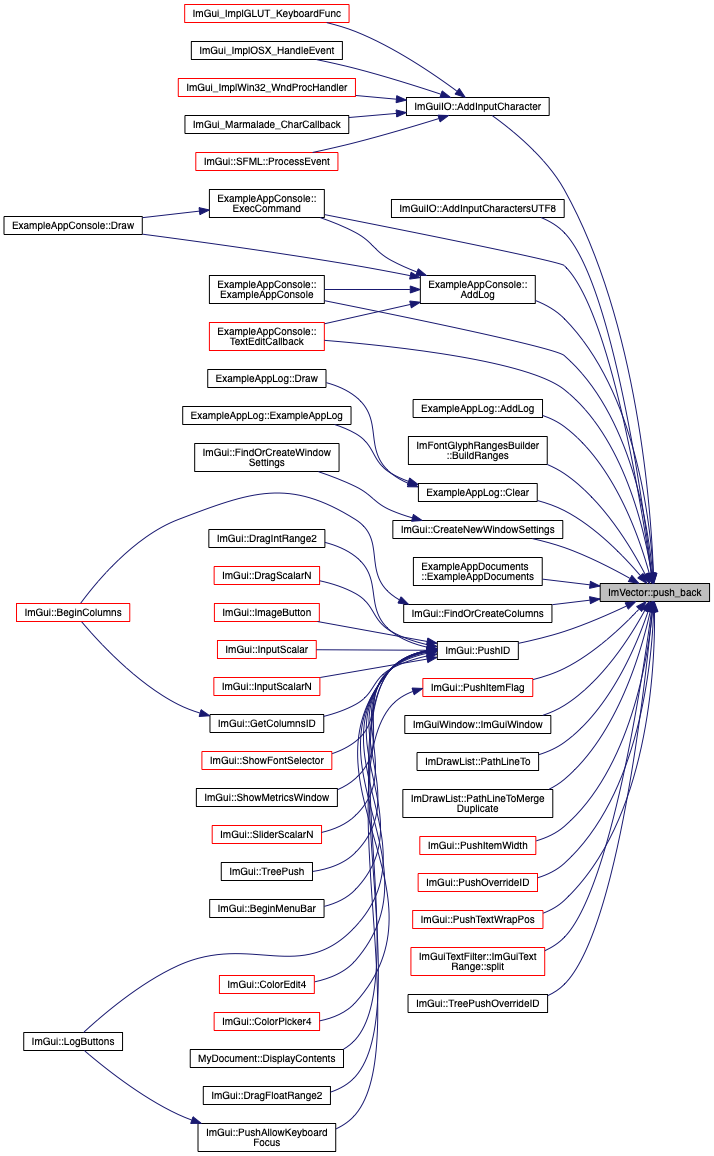 ImGui_ImplGLUT_KeyboardFunc
ImGui_ImplOSX_HandleEvent
ImGui_ImplWin32_WndProcHandler
ImGuiIO::AddInputCharacter
ImGui_Marmalade_CharCallback
ImGui::SFML::ProcessEvent
ExampleAppConsole::
ExecCommand
ImGuiIO::AddInputCharactersUTF8
ExampleAppConsole::Draw
ExampleAppConsole::
ExampleAppConsole
ExampleAppConsole::
AddLog
ExampleAppConsole::
TextEditCallback
ExampleAppLog::Draw
ExampleAppLog::ExampleAppLog
ExampleAppLog::AddLog
ImGui::FindOrCreateWindow
Settings
ImFontGlyphRangesBuilder
::BuildRanges
ExampleAppLog::Clear
ImGui::CreateNewWindowSettings
ImGui::DragIntRange2
ExampleAppDocuments
::ExampleAppDocuments
ImGui::DragScalarN
ImVector::push_back
ImGui::BeginColumns
ImGui::ImageButton
ImGui::FindOrCreateColumns
ImGui::InputScalar
ImGui::PushID
ImGui::InputScalarN
ImGui::PushItemFlag
ImGui::GetColumnsID
ImGuiWindow::ImGuiWindow
ImGui::ShowFontSelector
ImDrawList::PathLineTo
ImGui::ShowMetricsWindow
ImDrawList::PathLineToMerge
Duplicate
ImGui::SliderScalarN
ImGui::PushItemWidth
ImGui::TreePush
ImGui::PushOverrideID
ImGui::BeginMenuBar
ImGui::PushTextWrapPos
ImGuiTextFilter::ImGuiText
Range::split
ImGui::ColorEdit4
ImGui::TreePushOverrideID
ImGui::ColorPicker4
ImGui::LogButtons
MyDocument::DisplayContents
ImGui::DragFloatRange2
ImGui::PushAllowKeyboard
Focus